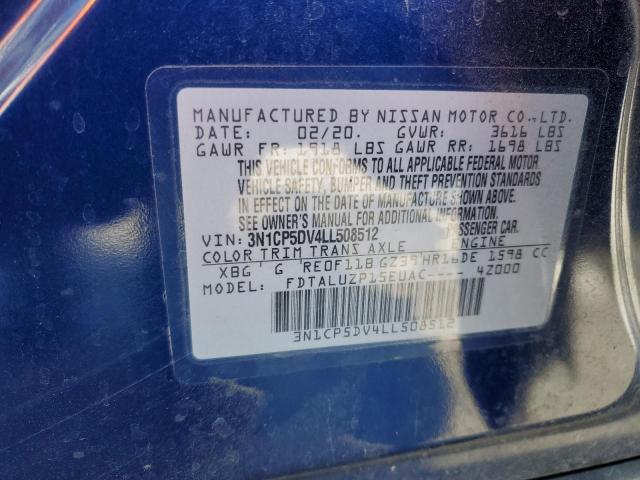 MANUFACTURED BY NISSAN MOTOR CO.,LTD.
DATE: 02/20. GVWR: 3616 LBS
GAWR FR: 1918 LBS GAWR RR: 1698 LBS
THIS VEHICLE CONFORMS TO ALL APPLICABLE FEDERAL MOTOR
VEHICLE SAFETY, BUMPER AND THEFT PREVENTION STANDARDS
IN EFFECT ON THE DATE OF MANUFACTURE SHOWN ABOVE.
SEE OWNER'S MANUAL FOR ADDITIONAL INFORMATION.
VIN: 3N1CP5DV4LL508512 PASSENGER CAR.
COLOR TRIM TRANS AXLE ENGINE
XBG G RE0F11B GZ39 HR16DE 1598 CC
MODEL: FDTALUZP15EUAC---- 4Z000
3N1CP5DV4LL508512